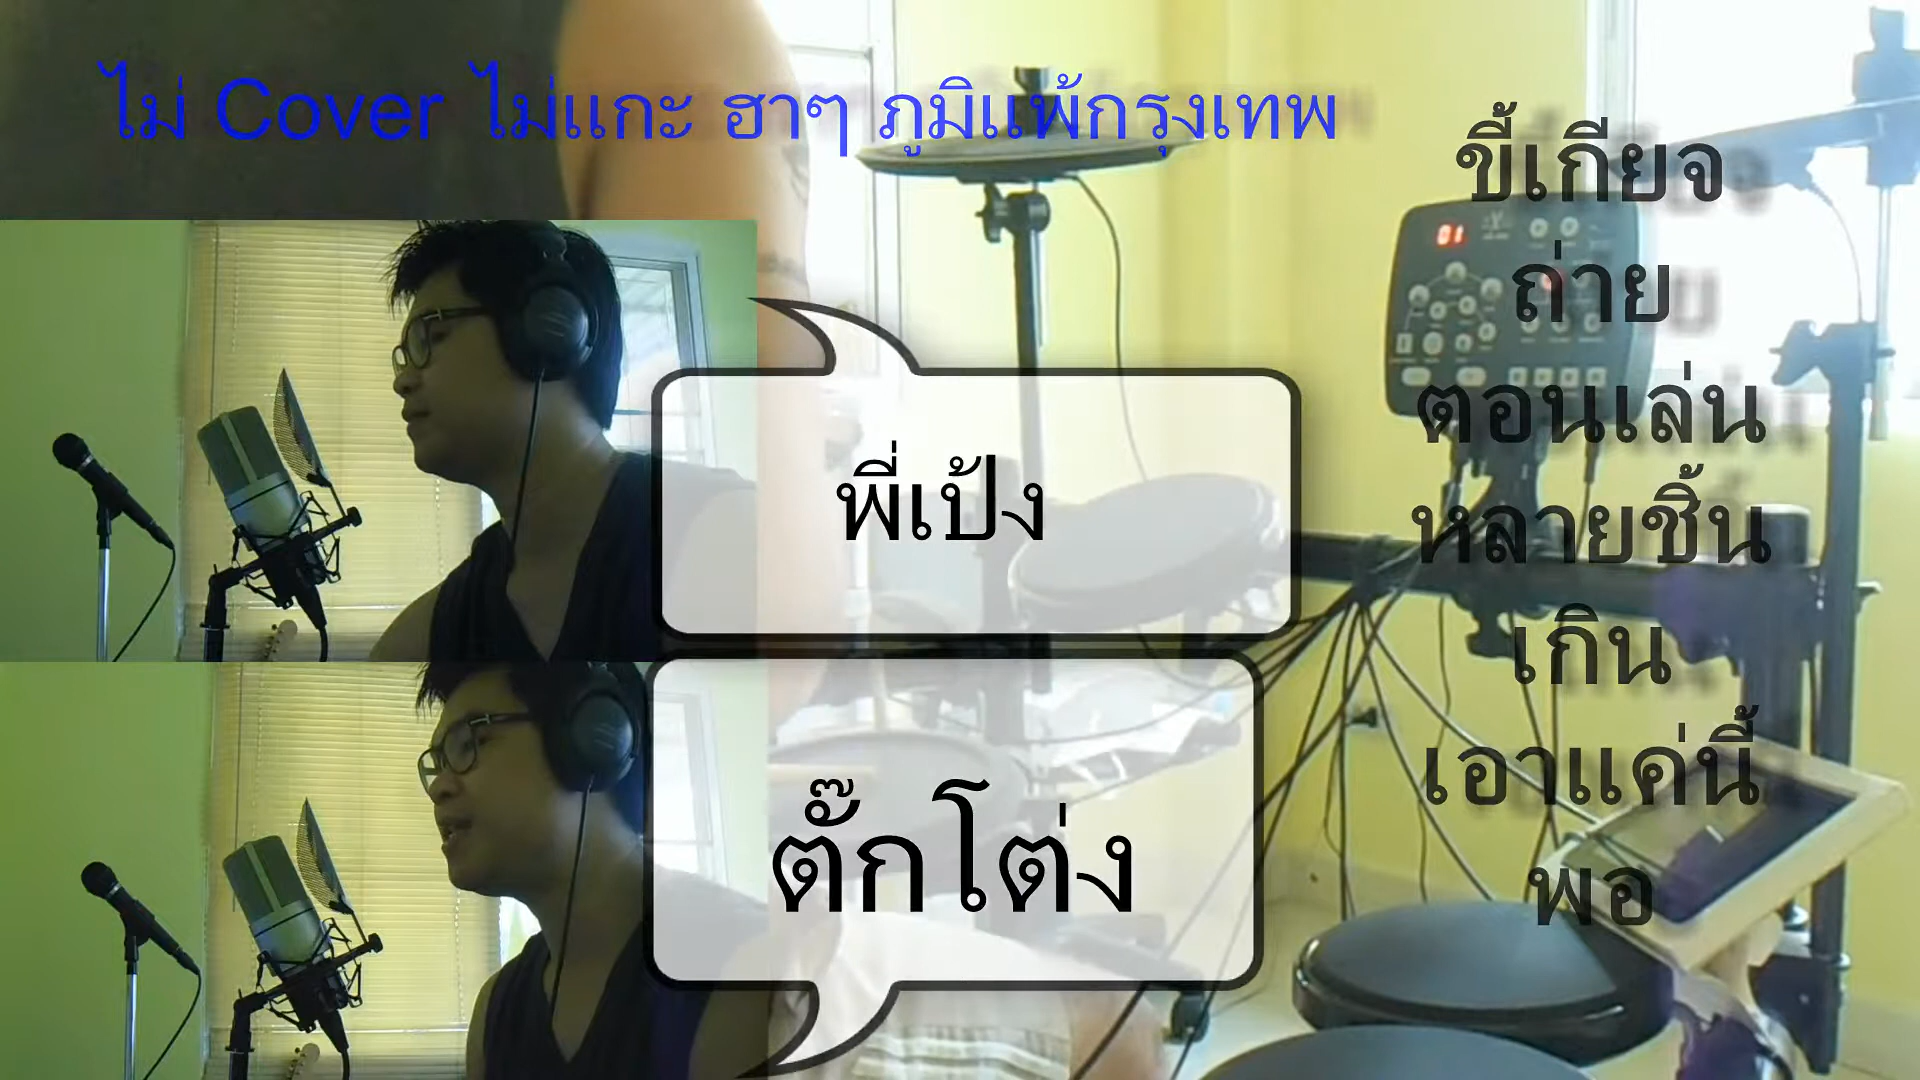 ไม่ Cover ไม่แกะ ฮาๆ ภูมิแพ้กรุงเทพ
ขี้เกียจ
ถ่าย
ตอนเล่น
หลายชิ้น
เกิน
เอาแค่นี้
พอ
01
พี่เป้ง
ตั๊กโต่ง